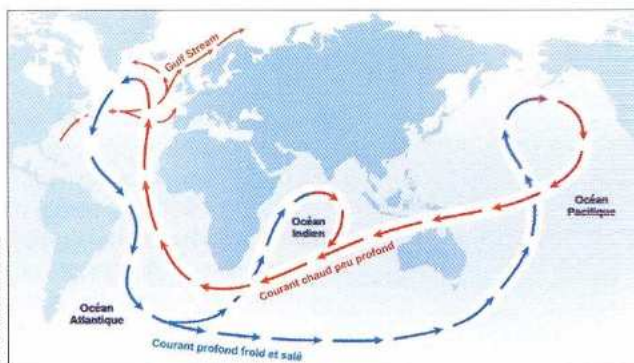 Gulf Stream
Océan
Indien
Océan
Pacifique
Courant chaud peu profond
Océan
Atlantique
Courant profond froid et salé